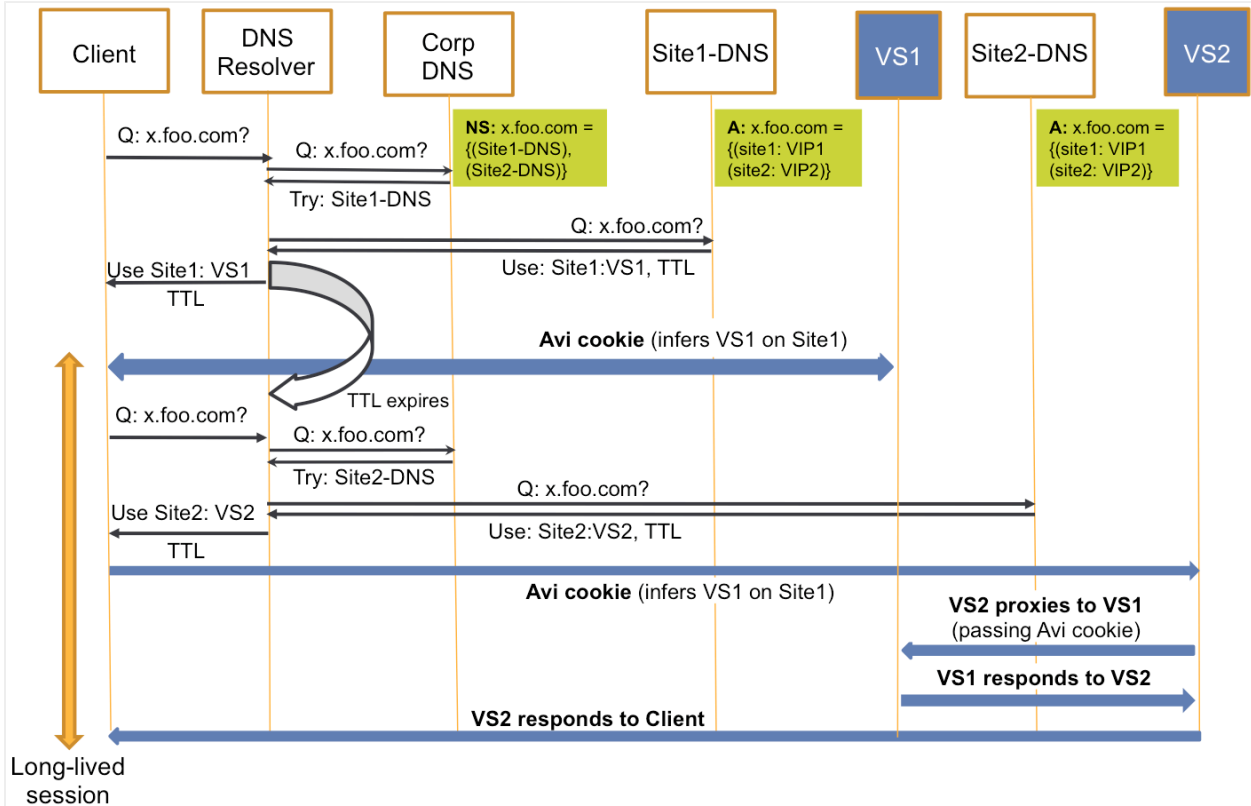 Client
DNS
Resolver
Corp
DNS
Site1-DNS
VS1
Site2-DNS
VS2
Q: x.foo.com?
Q: x.foo.com?
Try: Site1-DNS
NS: x.foo.com =
{(Site1-DNS),
(Site2-DNS)}
A: x.foo.com =
{(site1: VIP1
(site2: VIP2)}
A: x.foo.com =
{(site1: VIP1
(site2: VIP2)}
Q: x.foo.com?
Use: Site1:VS1, TTL
Use Site1: VS1
TTL
Avi cookie (infers VS1 on Site1)
TTL expires
Q: x.foo.com?
Q: x.foo.com?
Try: Site2-DNS
Q: x.foo.com?
Use: Site2:VS2, TTL
Use Site2: VS2
TTL
Avi cookie (infers VS1 on Site1)
VS2 proxies to VS1
(passing Avi cookie)
VS1 responds to VS2
VS2 responds to Client
Long-lived
session